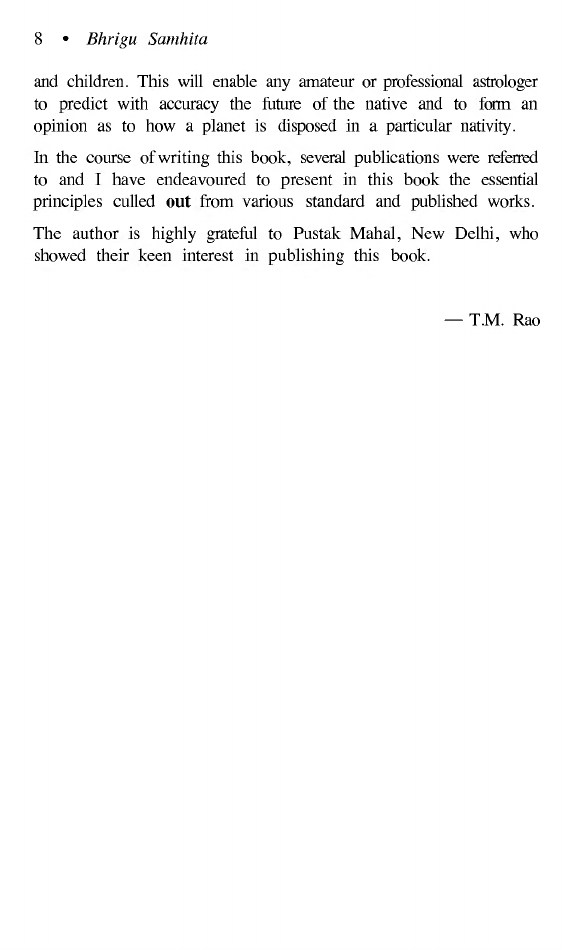 8 • Bhrigu Samhita
and children. This will enable any amateur or professional astrologer
to predict with accuracy the future of the native and to form an
opinion as to how a planet is disposed in a particular nativity.
In the course of writing this book, several publications were referred
to and I have endeavoured to present in this book the essential
principles culled out from various standard and published works.
The author is highly grateful to Pustak Mahal, New Delhi, who
showed their keen interest in publishing this book.
— T.M. Rao